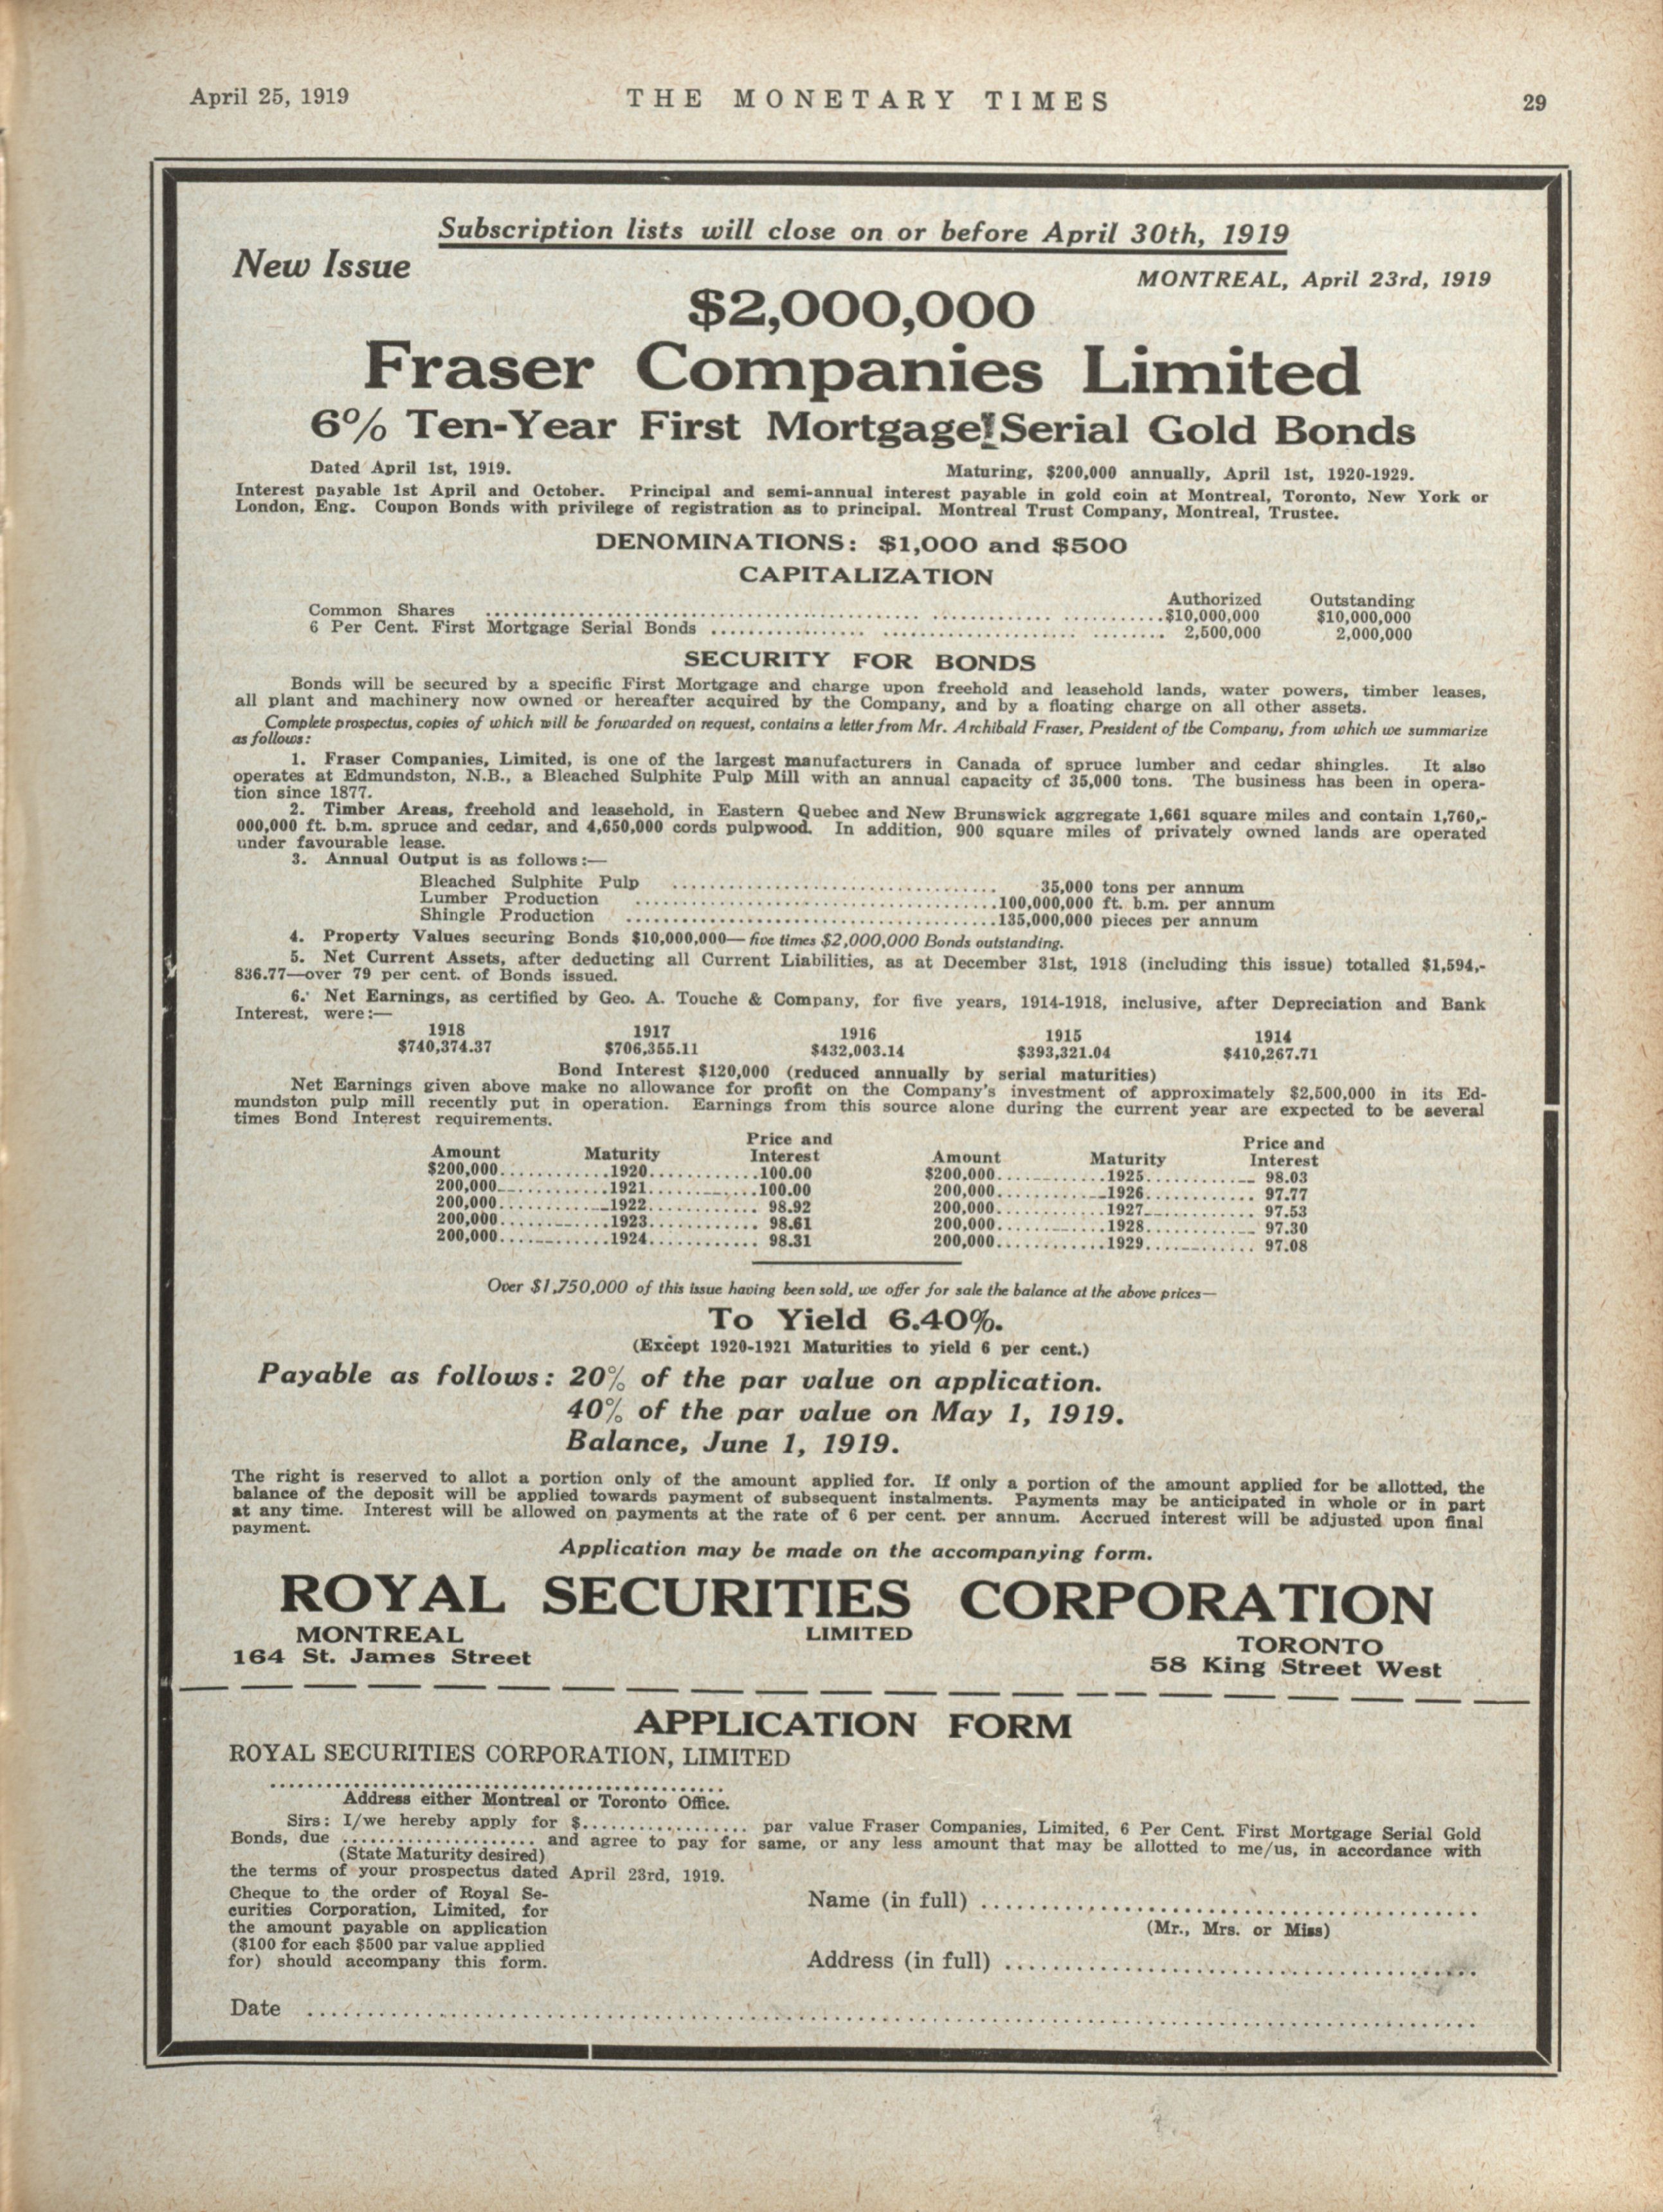 April 25, 1919
THE MONETARY TIMES
29
Subscription lists will close on or before April 30th, 1919
New Issue
MONTREAL, April 23rd, 1919
$2,000,000
Fraser Companies Limited
6% Ten-Year First Mortgage Serial Gold Bonds
Dated April 1st, 1919.
Maturing, $200,000 annually, April 1st, 1920-1929.
Interest payable 1st April and October. Principal and semi-annual interest payable in gold coin at Montreal, Toronto, New York or
London, Eng. Coupon Bonds with privilege of registration as to principal. Montreal Trust Company, Montreal, Trustee.
DENOMINATIONS: $1,000 and $500
CAPITALIZATION
Authorized Outstanding
Common Shares .......... $10,000,000 $10,000,000
6 Per Cent. First Mortgage Serial Bonds .......... 2,500,000 2,000,000
SECURITY FOR BONDS
Bonds will be secured by a specific First Mortgage and charge upon freehold and leasehold lands, water powers, timber leases,
all plant and machinery now owned or hereafter acquired by the Company, and by a floating charge on all other assets.
Complete prospectus, copies of which will be forwarded on request, contains a letter from Mr. Archibald Fraser, President of the Company, from which we summarize
as follows:
1. Fraser Companies, Limited, is one of the largest manufacturers in Canada of spruce lumber and cedar shingles. It also
operates at Edmundston, N.B., a Bleached Sulphite Pulp Mill with an annual capacity of 35,000 tons. The business has been in opera-
tion since 1877.
2. Timber Areas, freehold and leasehold, in Eastern Quebec and New Brunswick aggregate 1,661 square miles and contain 1,760,-
000,000 ft. b.m. spruce and cedar, and 4,650,000 cords pulpwood. In addition, 900 square miles of privately owned lands are operated
under favourable lease.
3. Annual Output is as follows:—
Bleached Sulphite Pulp .......... 35,000 tons per annum
Lumber Production .......... 100,000,000 ft. b.m. per annum
Shingle Production .......... 135,000,000 pieces per annum
4. Property Values securing Bonds $10,000,000—five times $2,000,000 Bonds outstanding.
5. Net Current Assets, after deducting all Current Liabilities, as at December 31st, 1918 (including this issue) totalled $1,594,-
836.77—over 79 per cent. of Bonds issued.
6. Net Earnings, as certified by Geo. A. Touche & Company, for five years, 1914-1918, inclusive, after Depreciation and Bank
Interest, were:—
1918 1917 1916 1915 1914
$740,374.37 $706,355.11 $432,003.14 $393,321.04 $410,267.71
Bond Interest $120,000 (reduced annually by serial maturities)
Net Earnings given above make no allowance for profit on the Company's investment of approximately $2,500,000 in its Ed-
mundston pulp mill recently put in operation. Earnings from this source alone during the current year are expected to be several
times Bond Interest requirements.
Amount Maturity Price and Interest Amount Maturity Price and Interest
$200,000............1920............100.00 $200,000............1925............ 98.03
200,000............1921............100.00 200,000............1926............ 97.77
200,000............1922............ 98.92 200,000............1927............ 97.53
200,000............1923............ 98.61 200,000............1928............ 97.30
200,000............1924............ 98.31 200,000............1929............ 97.08
Over $1,750,000 of this issue having been sold, we offer for sale the balance at the above prices—
To Yield 6.40%.
(Except 1920-1921 Maturities to yield 6 per cent.)
Payable as follows: 20% of the par value on application.
40% of the par value on May 1, 1919.
Balance, June 1, 1919.
The right is reserved to allot a portion only of the amount applied for. If only a portion of the amount applied for be allotted, the
balance of the deposit will be applied towards payment of subsequent instalments. Payments may be anticipated in whole or in part
at any time. Interest will be allowed on payments at the rate of 6 per cent. per annum. Accrued interest will be adjusted upon final
payment.
Application may be made on the accompanying form.
ROYAL SECURITIES CORPORATION
MONTREAL LIMITED TORONTO
164 St. James Street 58 King Street West
APPLICATION FORM
ROYAL SECURITIES CORPORATION, LIMITED
..........
Address either Montreal or Toronto Office.
Sirs: I/we hereby apply for $.......... par value Fraser Companies, Limited, 6 Per Cent. First Mortgage Serial Gold
Bonds, due .......... and agree to pay for same, or any less amount that may be allotted to me/us, in accordance with
(State Maturity desired)
the terms of your prospectus dated April 23rd, 1919.
Cheque to the order of Royal Se-
curities Corporation, Limited, for
the amount payable on application
($100 for each $500 par value applied
for) should accompany this form.
Name (in full) ..........
(Mr., Mrs. or Miss)
Address (in full) ..........
Date ..........